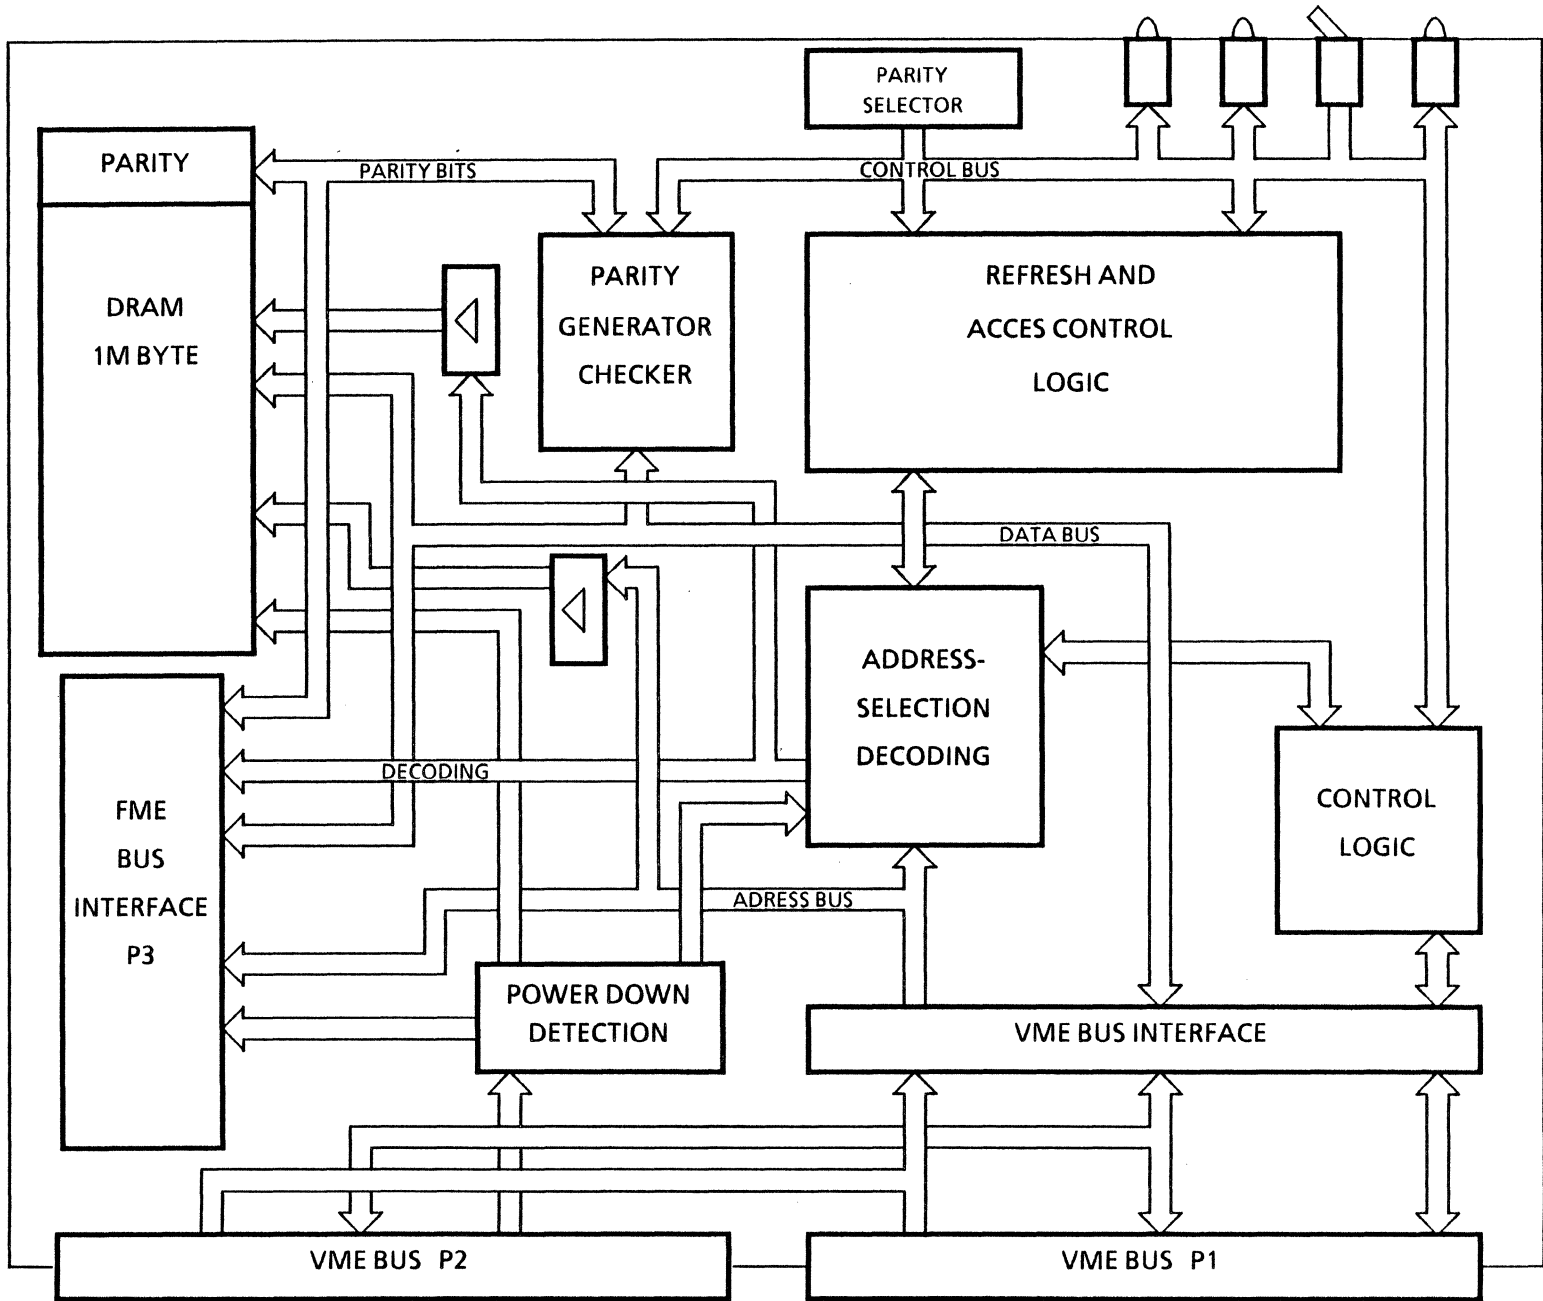 PARITY
SELECTOR
PARITY
PARITY BITS
CONTROL BUS
DRAM
1M BYTE
PARITY
GENERATOR
CHECKER
REFRESH AND
ACCES CONTROL
LOGIC
DATA BUS
ADDRESS-
SELECTION
DECODING
DECODING
FME
BUS
INTERFACE
P3
CONTROL
LOGIC
ADRESS BUS
POWER DOWN
DETECTION
VME BUS INTERFACE
VME BUS P2
VME BUS P1